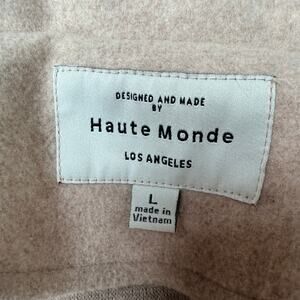 DESIGNED AND MADE
BY
Haute Monde
LOS ANGELES
L
made in
Vietnam